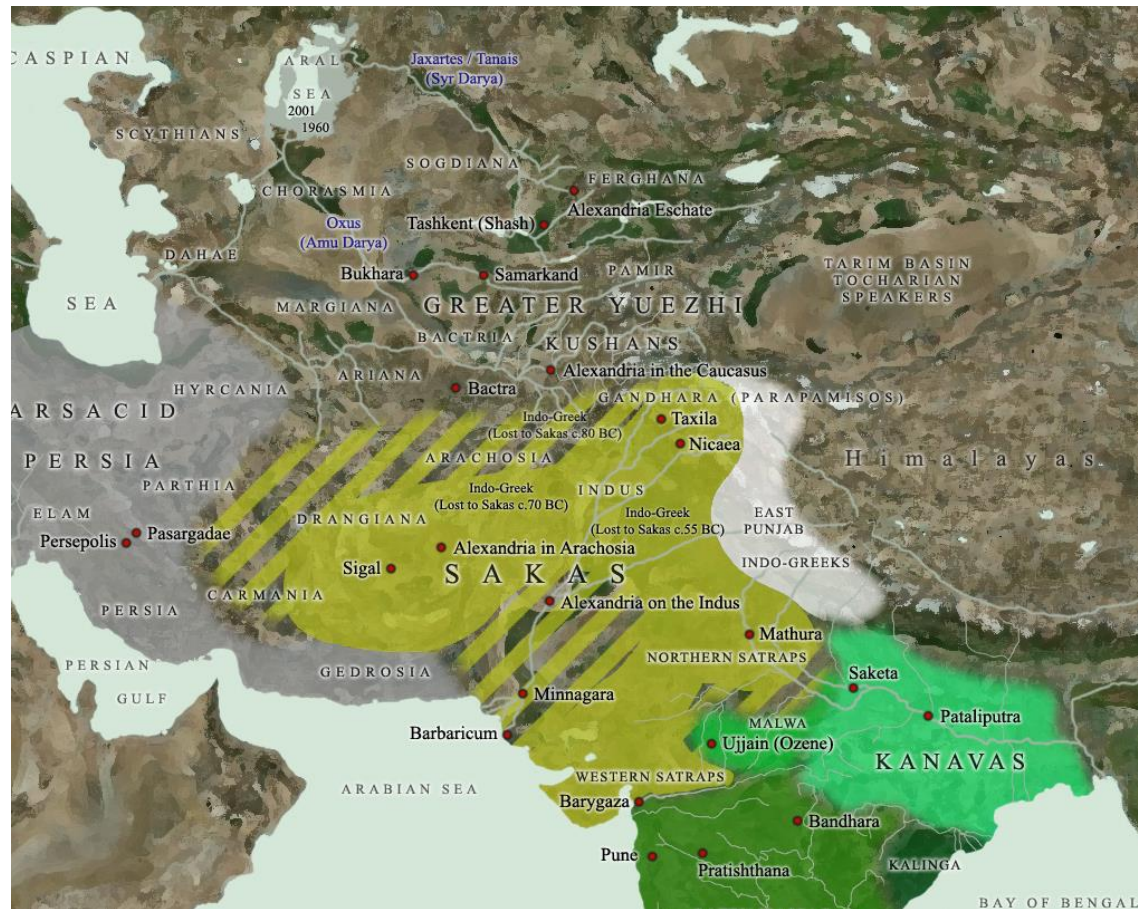 CASPIAN
SEA
ARAL
SEA
2001
1960
Jaxartes / Tanais
(Syr Darya)
SCYTHIANS
SOGDIANA
FERGHANA
CHORASMIA
Alexandria Eschate
Tashkent (Shash)
Oxus
(Amu Darya)
DAHAE
Bukhara
Samarkand
PAMIR
TARIM BASIN
TOCHARIAN
SPEAKERS
MARGIANA
GREATER YUEZHI
BACTRIA
KUSHANS
ARIANA
Alexandria in the Caucasus
HYRCANIA
Bactra
GANDHARA (PARAPAMISOS)
ARSACID
PERSIA
Indo-Greek
(Lost to Sakas c.80 BC)
Taxila
Nicaea
ARACHOSIA
Himalayas
PARTHIA
Indo-Greek
(Lost to Sakas c.70 BC)
INDUS
Indo-Greek
(Lost to Sakas c.55 BC)
EAST
PUNJAB
ELAM
DRANGIANA
Pasargadae
Persepolis
Alexandria in Arachosia
INDO-GREEKS
Sigal
SAKAS
CARMANIA
Alexandria on the Indus
PERSIA
Mathura
PERSIAN
GULF
GEDROSIA
NORTHERN SATRAPS
Saketa
Minnagara
Pataliputra
MALWA
Barbaricum
Ujjain (Ozene)
KANAVAS
WESTERN SATRAPS
ARABIAN SEA
Barygaza
Bandhara
Pune
Pratishthana
KALINGA
BAY OF BENGAL